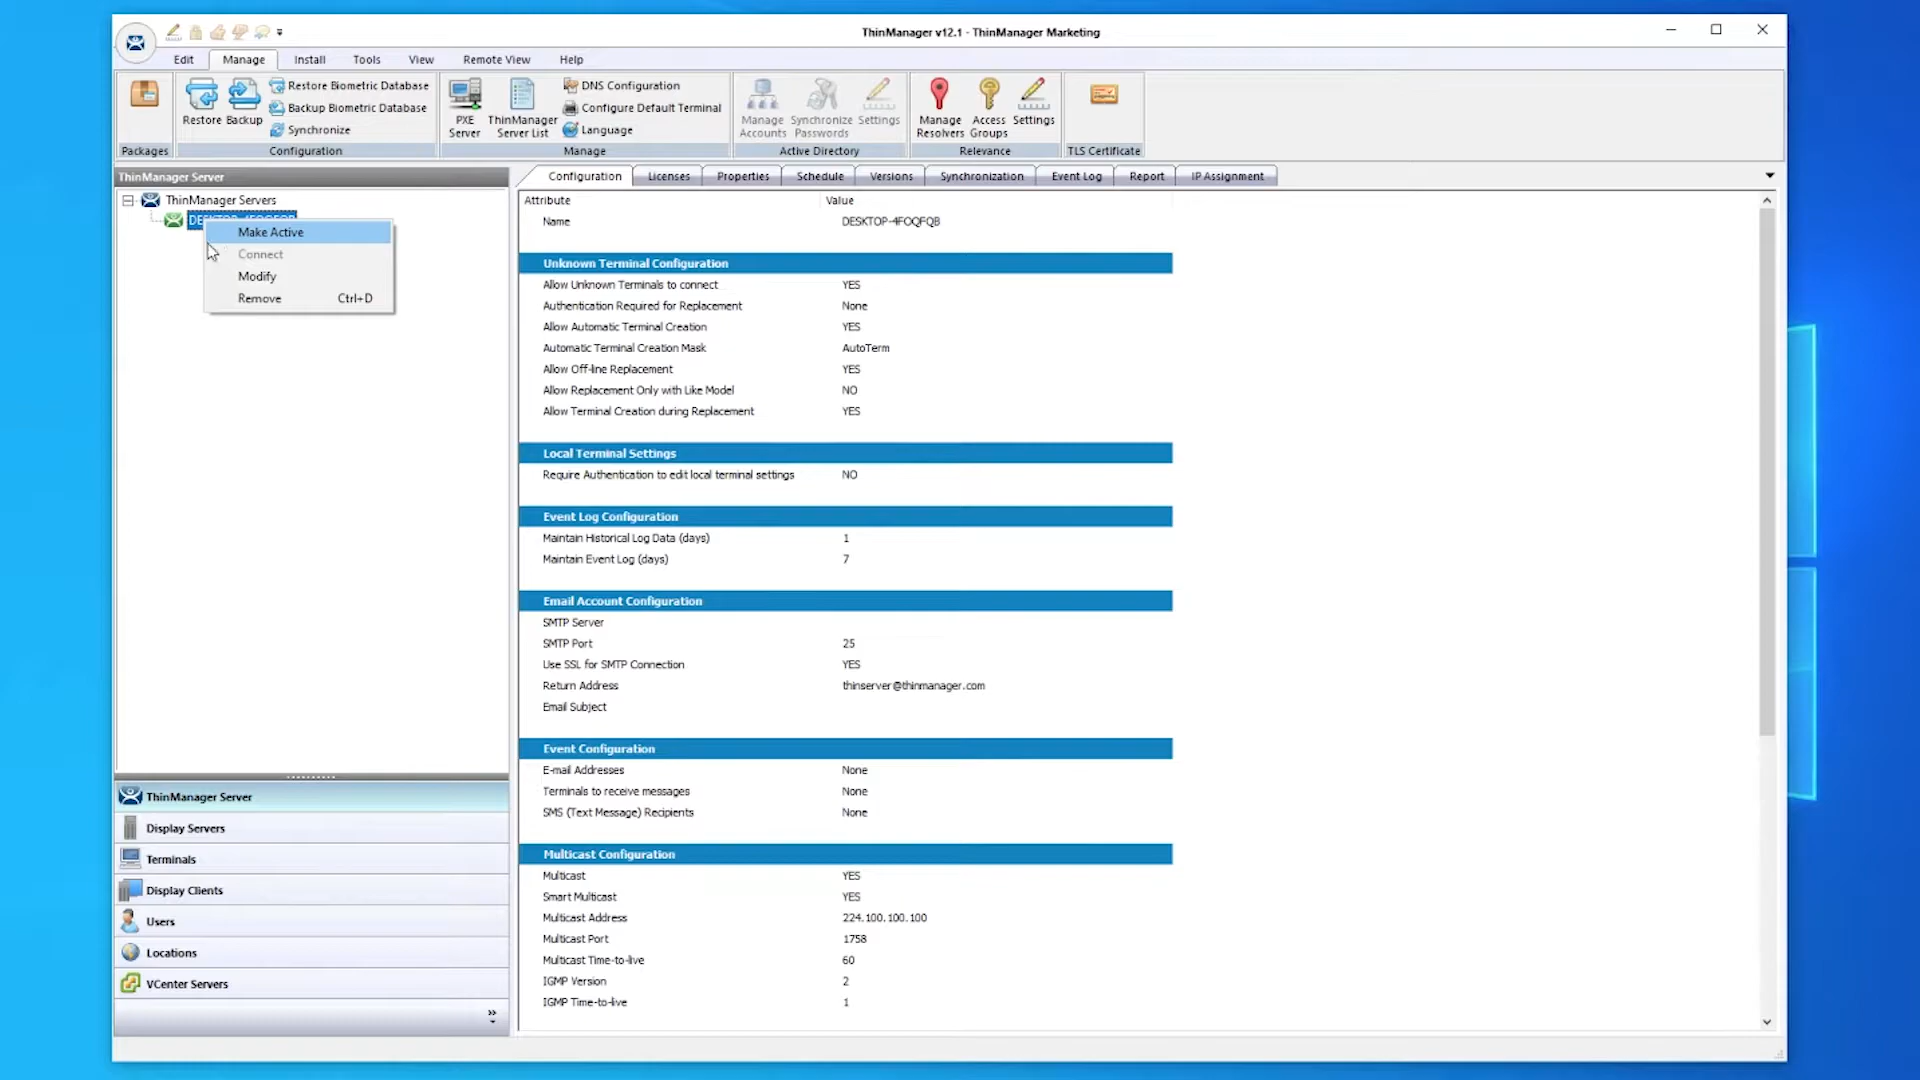 ThinManager v12.1 - ThinManager Marketing
Edit Manage Install Tools View Remote View Help
Packages
Restore Backup
Restore Biometric Database
Backup Biometric Database
Synchronize
Configuration
PXE Server
ThinManager Server List
DNS Configuration
Configure Default Terminal
Language
Manage
Manage Accounts
Synchronize Passwords
Settings
Active Directory
Manage Resolvers
Access Groups
Settings
Relevance
TLS Certificate
ThinManager Server
ThinManager Servers
DESKTOP-4FOQFQB
Make Active
Connect
Modify
Remove Ctrl+D
ThinManager Server
Display Servers
Terminals
Display Clients
Users
Locations
VCenter Servers
Configuration Licenses Properties Schedule Versions Synchronization Event Log Report IP Assignment
Attribute Value
Name DESKTOP-4FOQFQB
Unknown Terminal Configuration
Allow Unknown Terminals to connect YES
Authentication Required for Replacement None
Allow Automatic Terminal Creation YES
Automatic Terminal Creation Mask AutoTerm
Allow Off-line Replacement YES
Allow Replacement Only with Like Model NO
Allow Terminal Creation during Replacement YES
Local Terminal Settings
Require Authentication to edit local terminal settings NO
Event Log Configuration
Maintain Historical Log Data (days) 1
Maintain Event Log (days) 7
Email Account Configuration
SMTP Server
SMTP Port 25
Use SSL for SMTP Connection YES
Return Address thinserver@thinmanager.com
Email Subject
Event Configuration
E-mail Addresses None
Terminals to receive messages None
SMS (Text Message) Recipients None
Multicast Configuration
Multicast YES
Smart Multicast YES
Multicast Address 224.100.100.100
Multicast Port 1758
Multicast Time-to-live 60
IGMP Version 2
IGMP Time-to-live 1